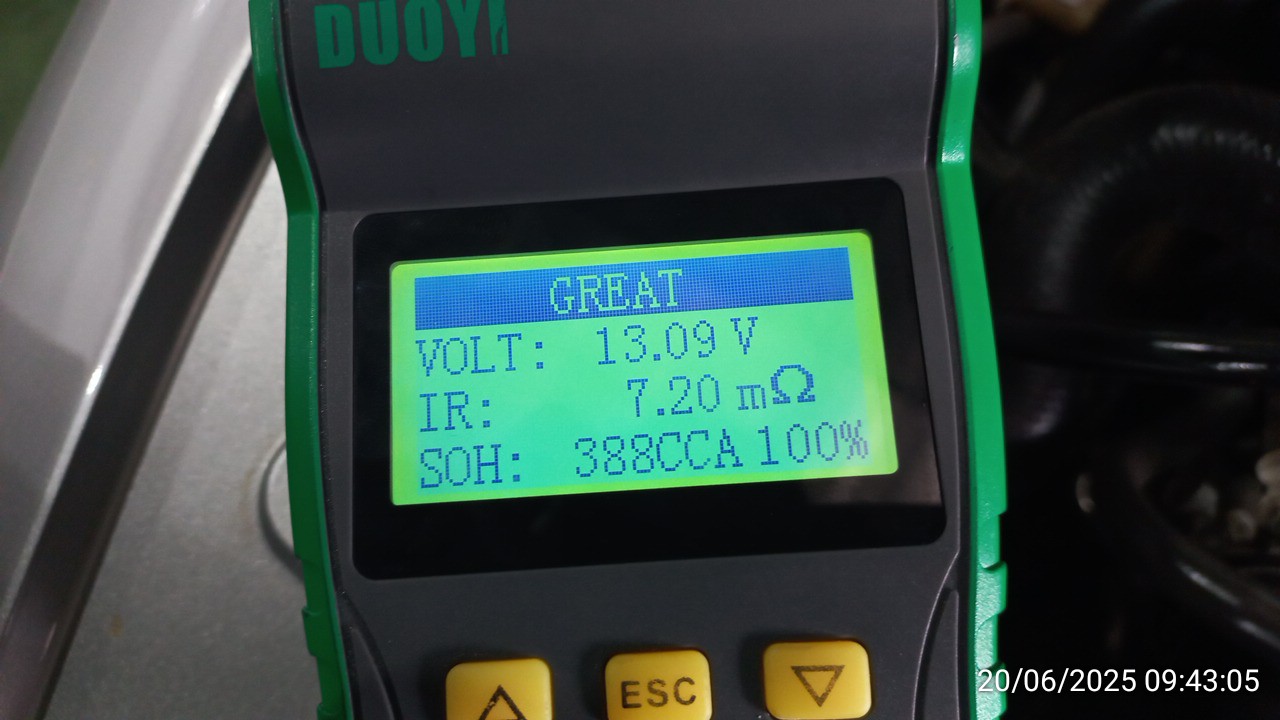 DUOYI
GREAT
VOLT: 13.09 V
IR: 7.20 mΩ
SOH: 388CCA 100%
ESC
20/06/2025 09:43:05